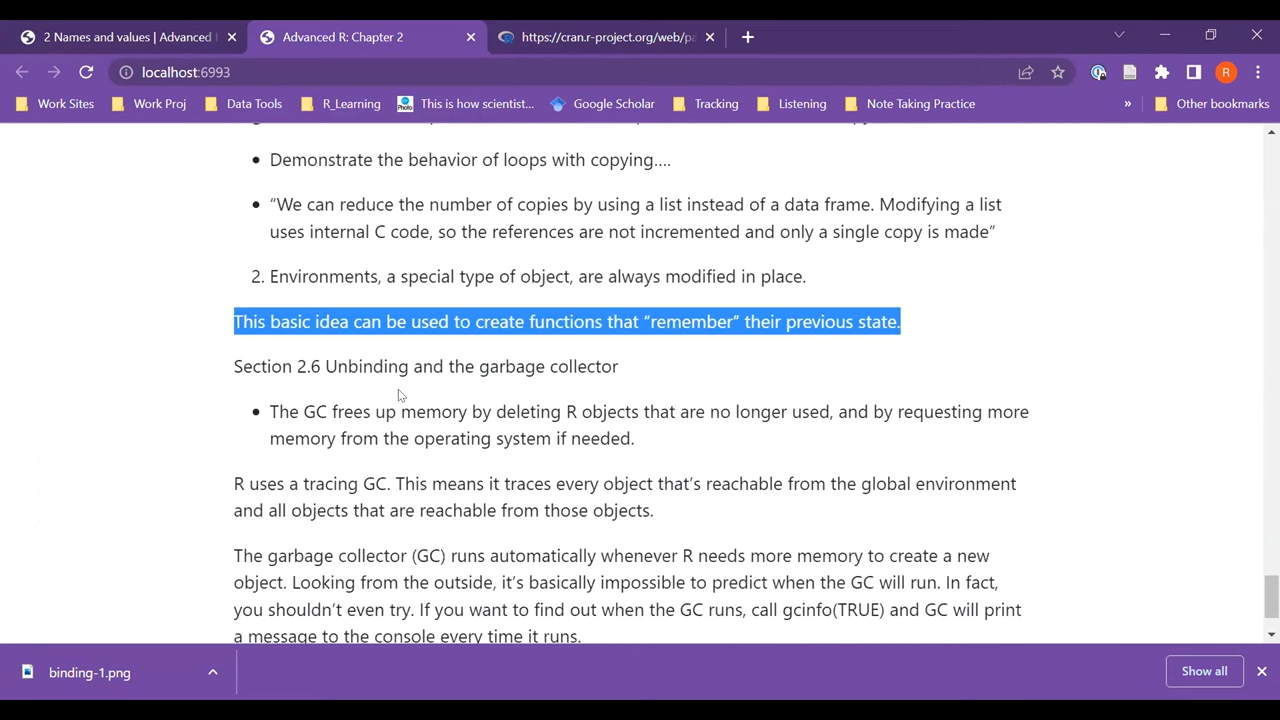 2 Names and values | Advanced
Advanced R: Chapter 2
https://cran.r-project.org/web/pa
localhost:6993
R
Work Sites
Work Proj
Data Tools
R_Learning
Photo
This is how scientist...
Google Scholar
Tracking
Listening
Note Taking Practice
»
Other bookmarks
• Demonstrate the behavior of loops with copying….
• “We can reduce the number of copies by using a list instead of a data frame. Modifying a list
uses internal C code, so the references are not incremented and only a single copy is made”
2. Environments, a special type of object, are always modified in place.
This basic idea can be used to create functions that “remember” their previous state.
Section 2.6 Unbinding and the garbage collector
• The GC frees up memory by deleting R objects that are no longer used, and by requesting more
memory from the operating system if needed.
R uses a tracing GC. This means it traces every object that’s reachable from the global environment
and all objects that are reachable from those objects.
The garbage collector (GC) runs automatically whenever R needs more memory to create a new
object. Looking from the outside, it’s basically impossible to predict when the GC will run. In fact,
you shouldn’t even try. If you want to find out when the GC runs, call gcinfo(TRUE) and GC will print
a message to the console every time it runs.
binding-1.png
Show all